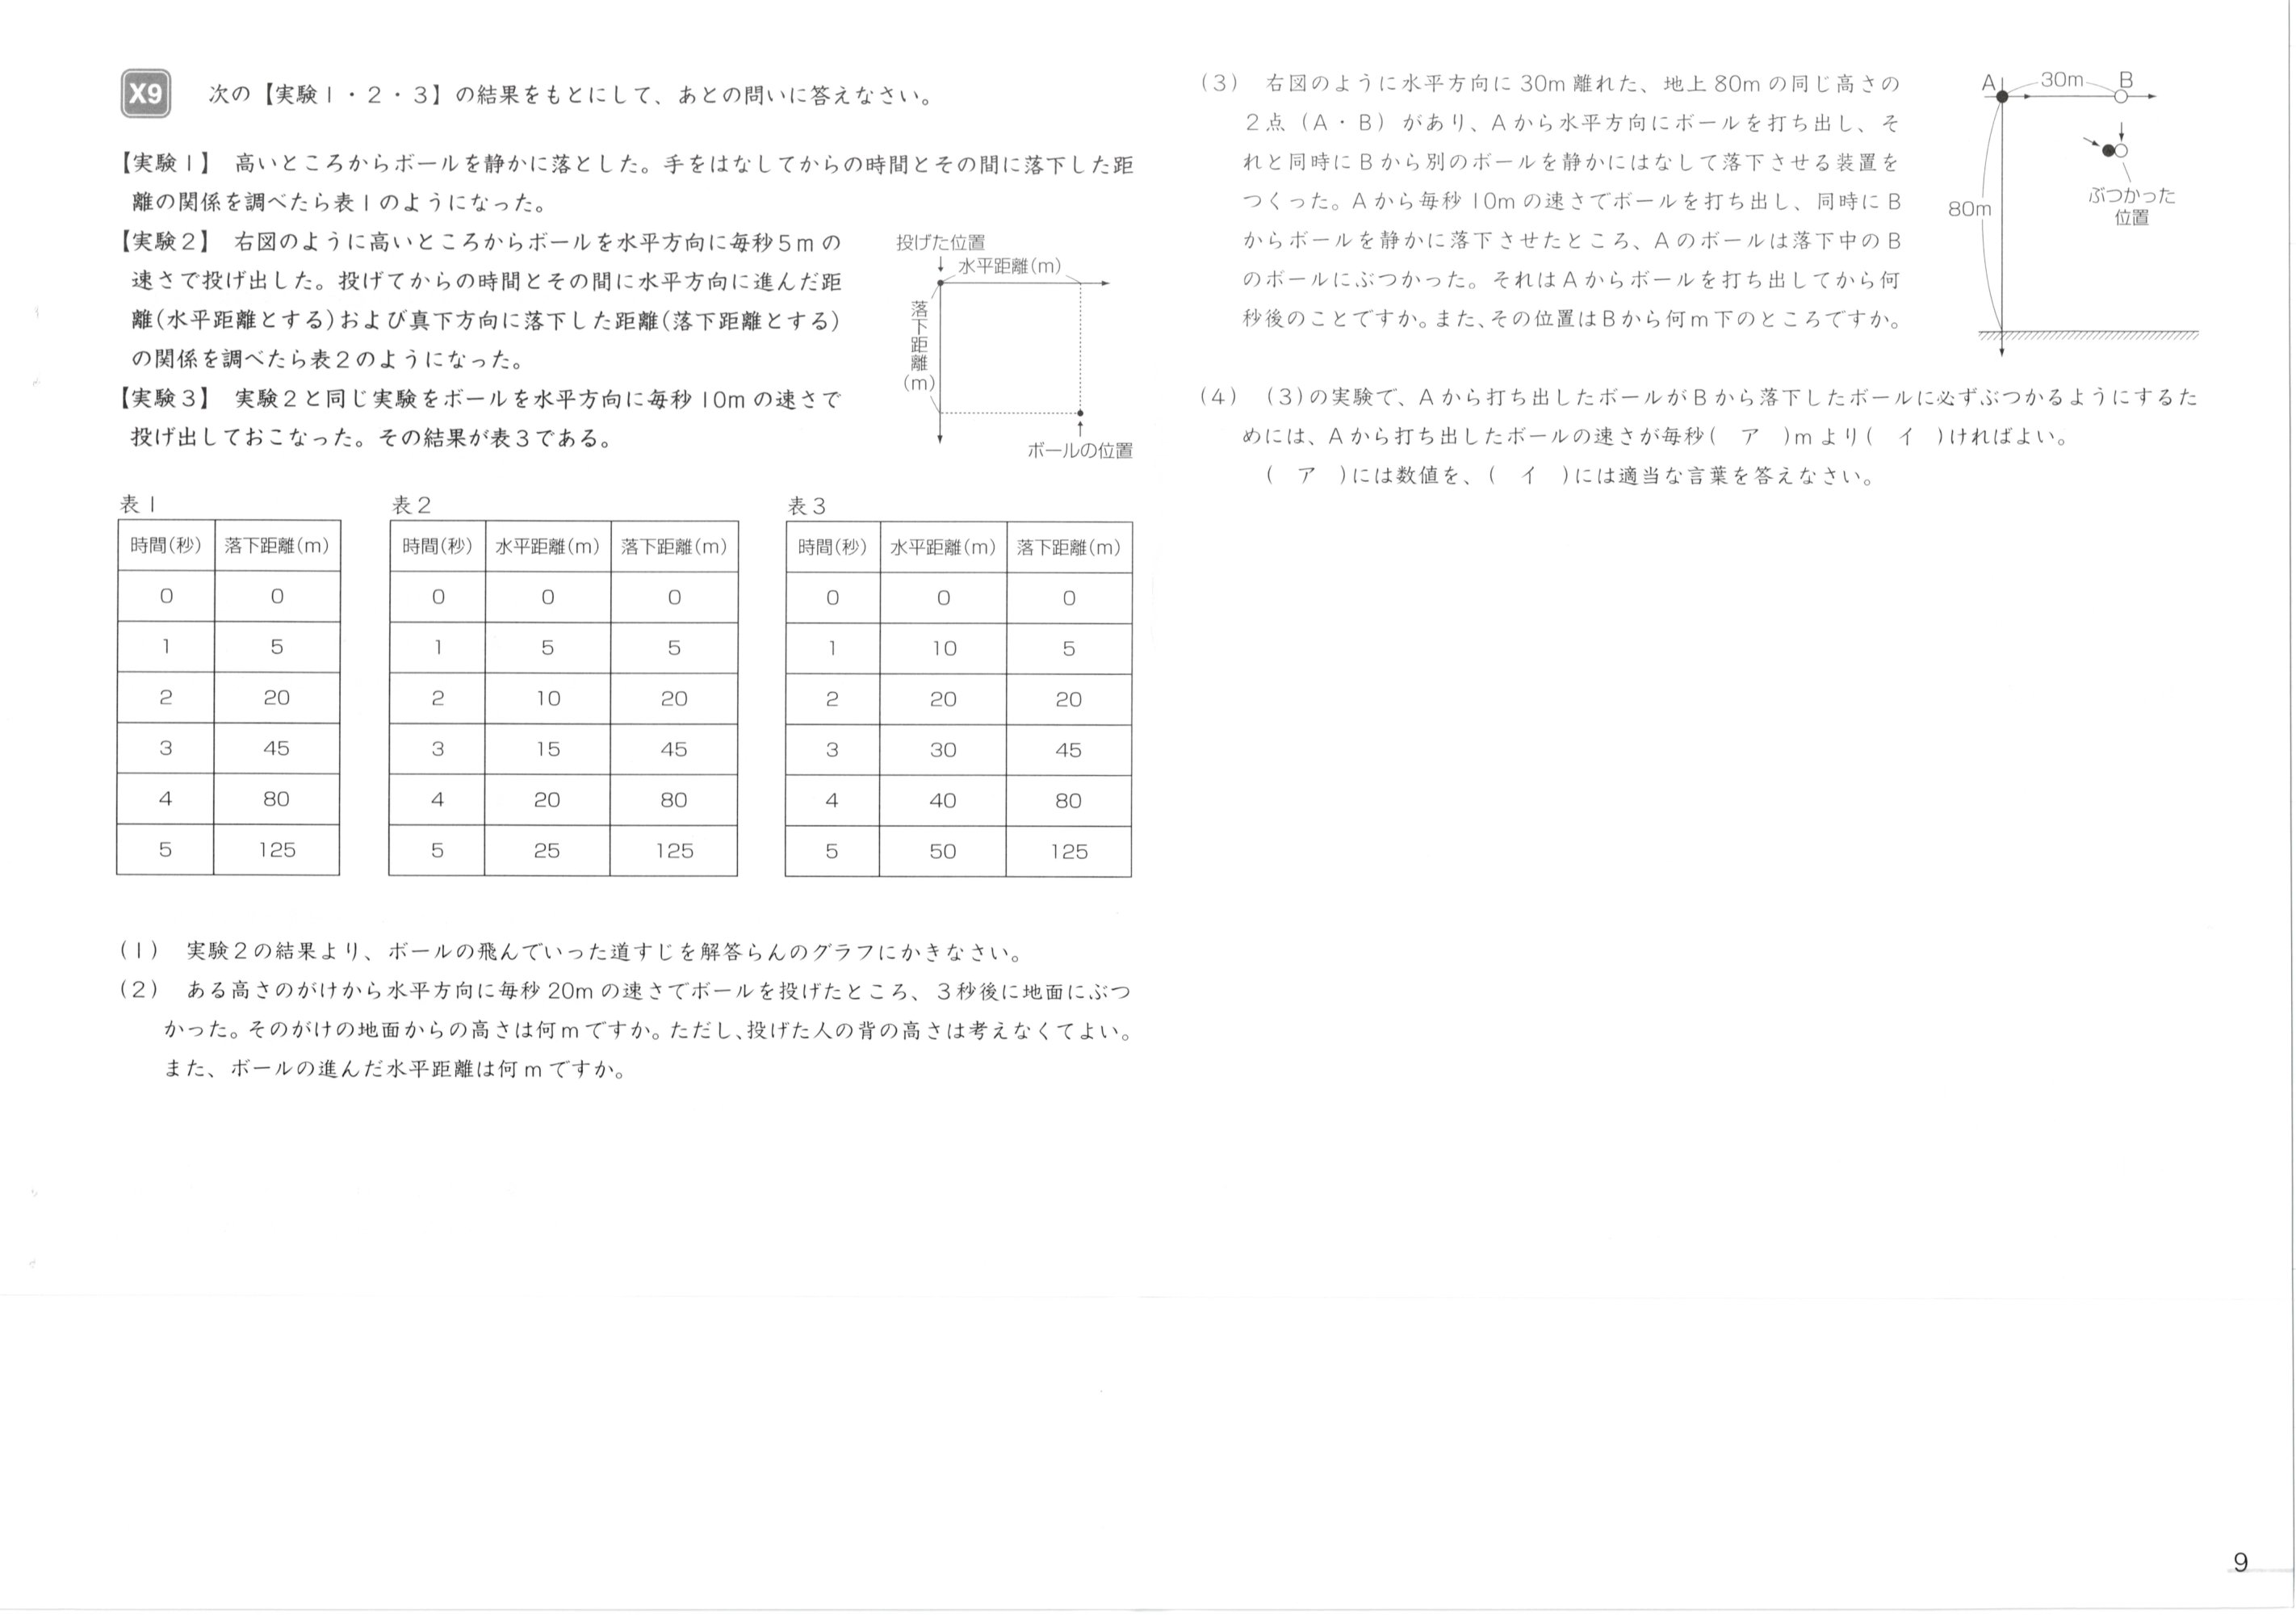 X9 次の【実験1・2・3】の結果をもとにして、あとの問いに答えなさい。
【実験1】 高いところからボールを静かに落とした。手をはなしてからの時間とその間に落下した距
離の関係を調べたら表1のようになった。
【実験2】 右図のように高いところからボールを水平方向に毎秒5mの
速さで投げ出した。投げてからの時間とその間に水平方向に進んだ距
離(水平距離とする)および真下方向に落下した距離(落下距離とする)
の関係を調べたら表2のようになった。
【実験3】 実験2と同じ実験をボールを水平方向に毎秒10mの速さで
投げ出しておこなった。その結果が表3である。
投げた位置
水平距離(m)
落下距離(m)
ボールの位置
表1
時間(秒) 落下距離(m)
0 0
1 5
2 20
3 45
4 80
5 125
表2
時間(秒) 水平距離(m) 落下距離(m)
0 0 0
1 5 5
2 10 20
3 15 45
4 20 80
5 25 125
表3
時間(秒) 水平距離(m) 落下距離(m)
0 0 0
1 10 5
2 20 20
3 30 45
4 40 80
5 50 125
(1) 実験2の結果より、ボールの飛んでいった道すじを解答らんのグラフにかきなさい。
(2) ある高さのがけから水平方向に毎秒20mの速さでボールを投げたところ、3秒後に地面にぶつ
かった。そのがけの地面からの高さは何mですか。ただし、投げた人の背の高さは考えなくてよい。
また、ボールの進んだ水平距離は何mですか。
(3) 右図のように水平方向に30m離れた、地上80mの同じ高さの
2点(A・B)があり、Aから水平方向にボールを打ち出し、そ
れと同時にBから別のボールを静かにはなして落下させる装置を
つくった。Aから毎秒10mの速さでボールを打ち出し、同時にB
からボールを静かに落下させたところ、Aのボールは落下中のB
のボールにぶつかった。それはAからボールを打ち出してから何
秒後のことですか。また、その位置はBから何m下のところですか。
A 30m B
80m
ぶつかった
位置
(4) (3)の実験で、Aから打ち出したボールがBから落下したボールに必ずぶつかるようにするた
めには、Aから打ち出したボールの速さが毎秒( ア )mより( イ )ければよい。
( ア )には数値を、( イ )には適当な言葉を答えなさい。
9